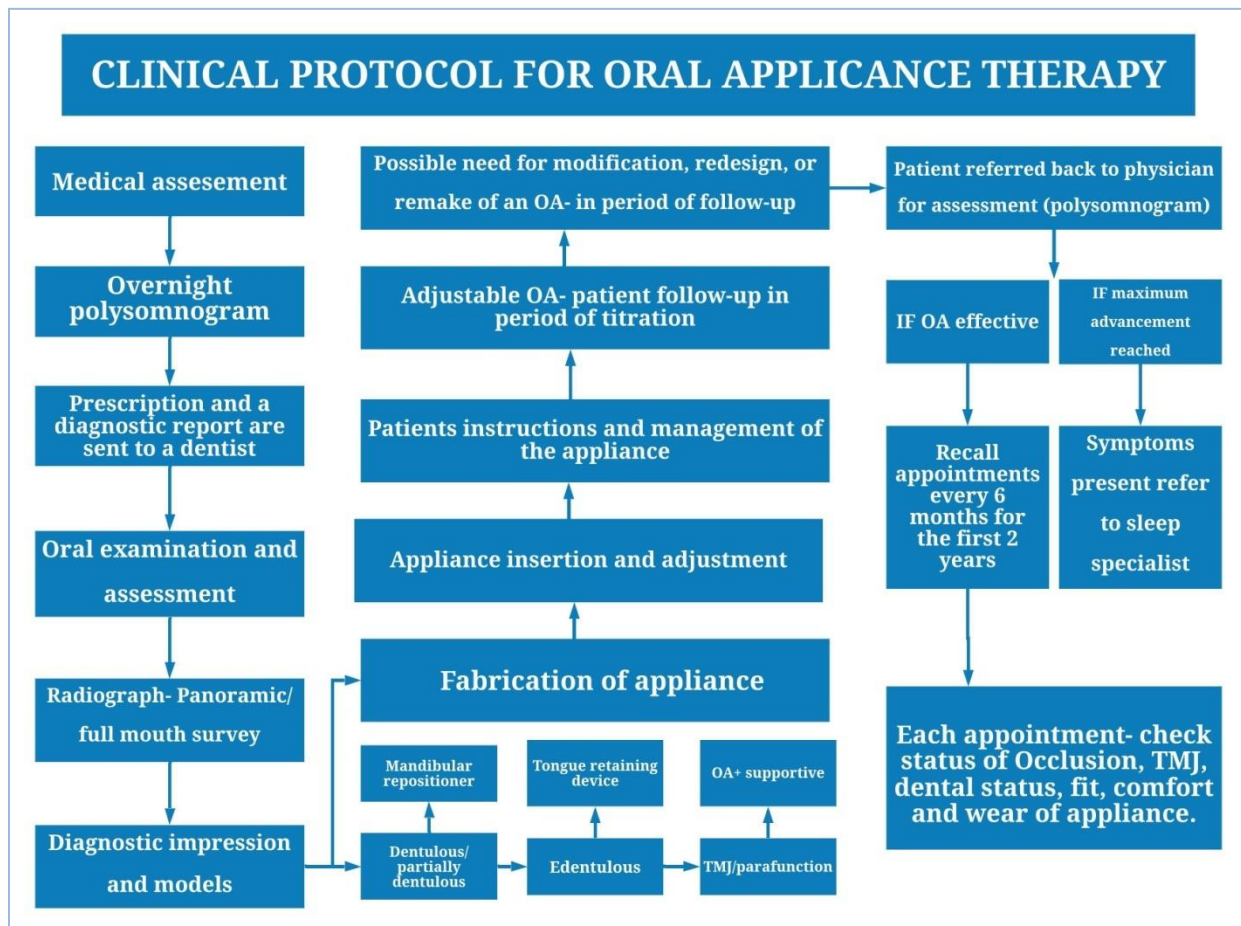 CLINICAL PROTOCOL FOR ORAL APPLICANCE THERAPY
Medical assesement
Overnight
polysomnogram
Prescription and a
diagnostic report are
sent to a dentist
Oral examination and
assessment
Radiograph- Panoramic/
full mouth survey
Diagnostic impression
and models
Possible need for modification, redesign, or
remake of an OA- in period of follow-up
Adjustable OA- patient follow-up in
period of titration
Patients instructions and management of
the appliance
Appliance insertion and adjustment
Fabrication of appliance
Mandibular
repositioner
Tongue retaining
device
OA+ supportive
Dentulous/
partially
dentulous
Edentulous
TMJ/parafunction
Patient referred back to physician
for assessment (polysomnogram)
IF OA effective
IF maximum
advancement
reached
Recall
appointments
every 6
months for
the first 2
years
Symptoms
present refer
to sleep
specialist
Each appointment- check
status of Occlusion, TMJ,
dental status, fit, comfort
and wear of appliance.